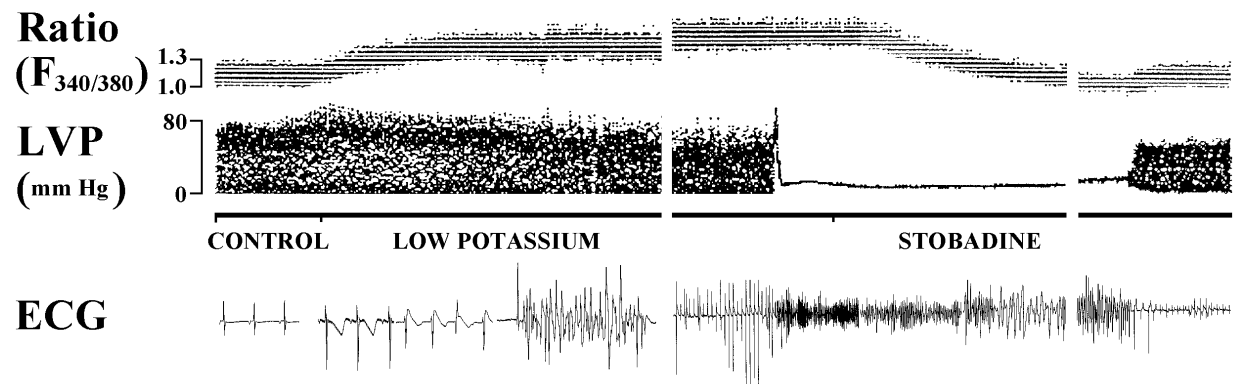 Ratio
(F340/380)
1.3
1.0
LVP
(mm Hg)
80
0
CONTROL LOW POTASSIUM STOBADINE
ECG